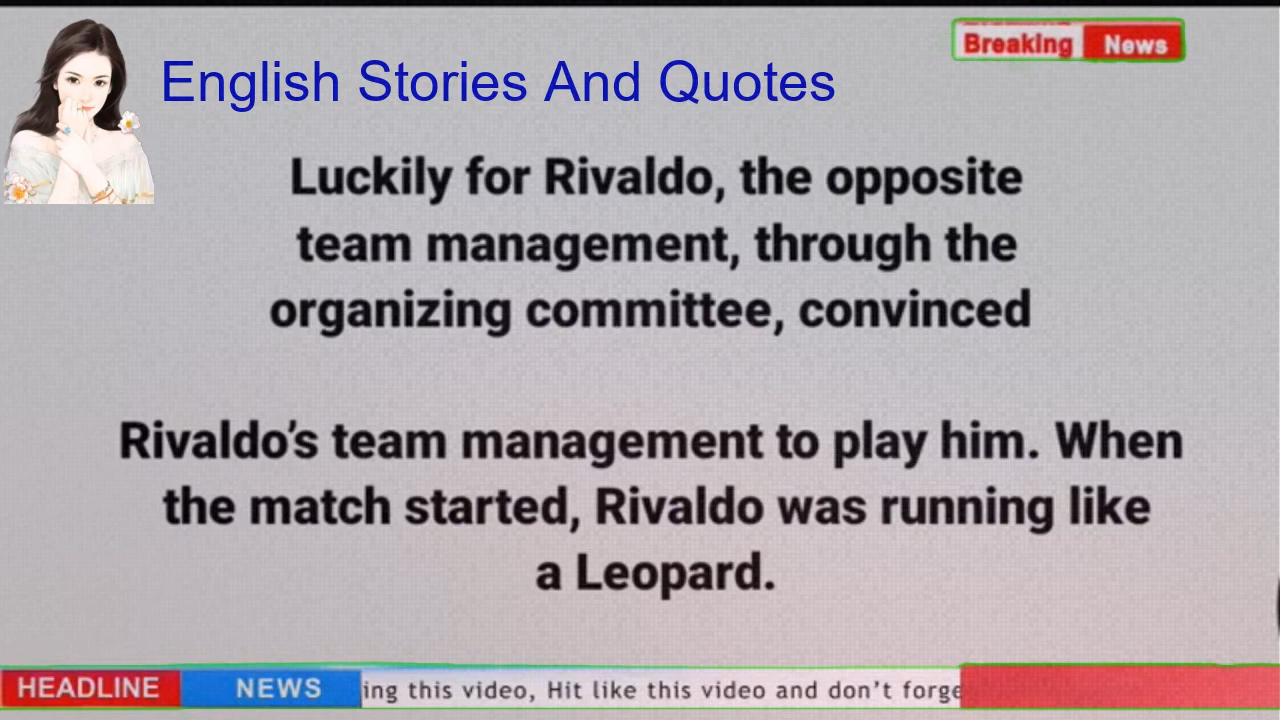 English Stories And Quotes
Breaking News
Luckily for Rivaldo, the opposite
team management, through the
organizing committee, convinced
Rivaldo’s team management to play him. When
the match started, Rivaldo was running like
a Leopard.
HEADLINE NEWS ing this video, Hit like this video and don’t forge